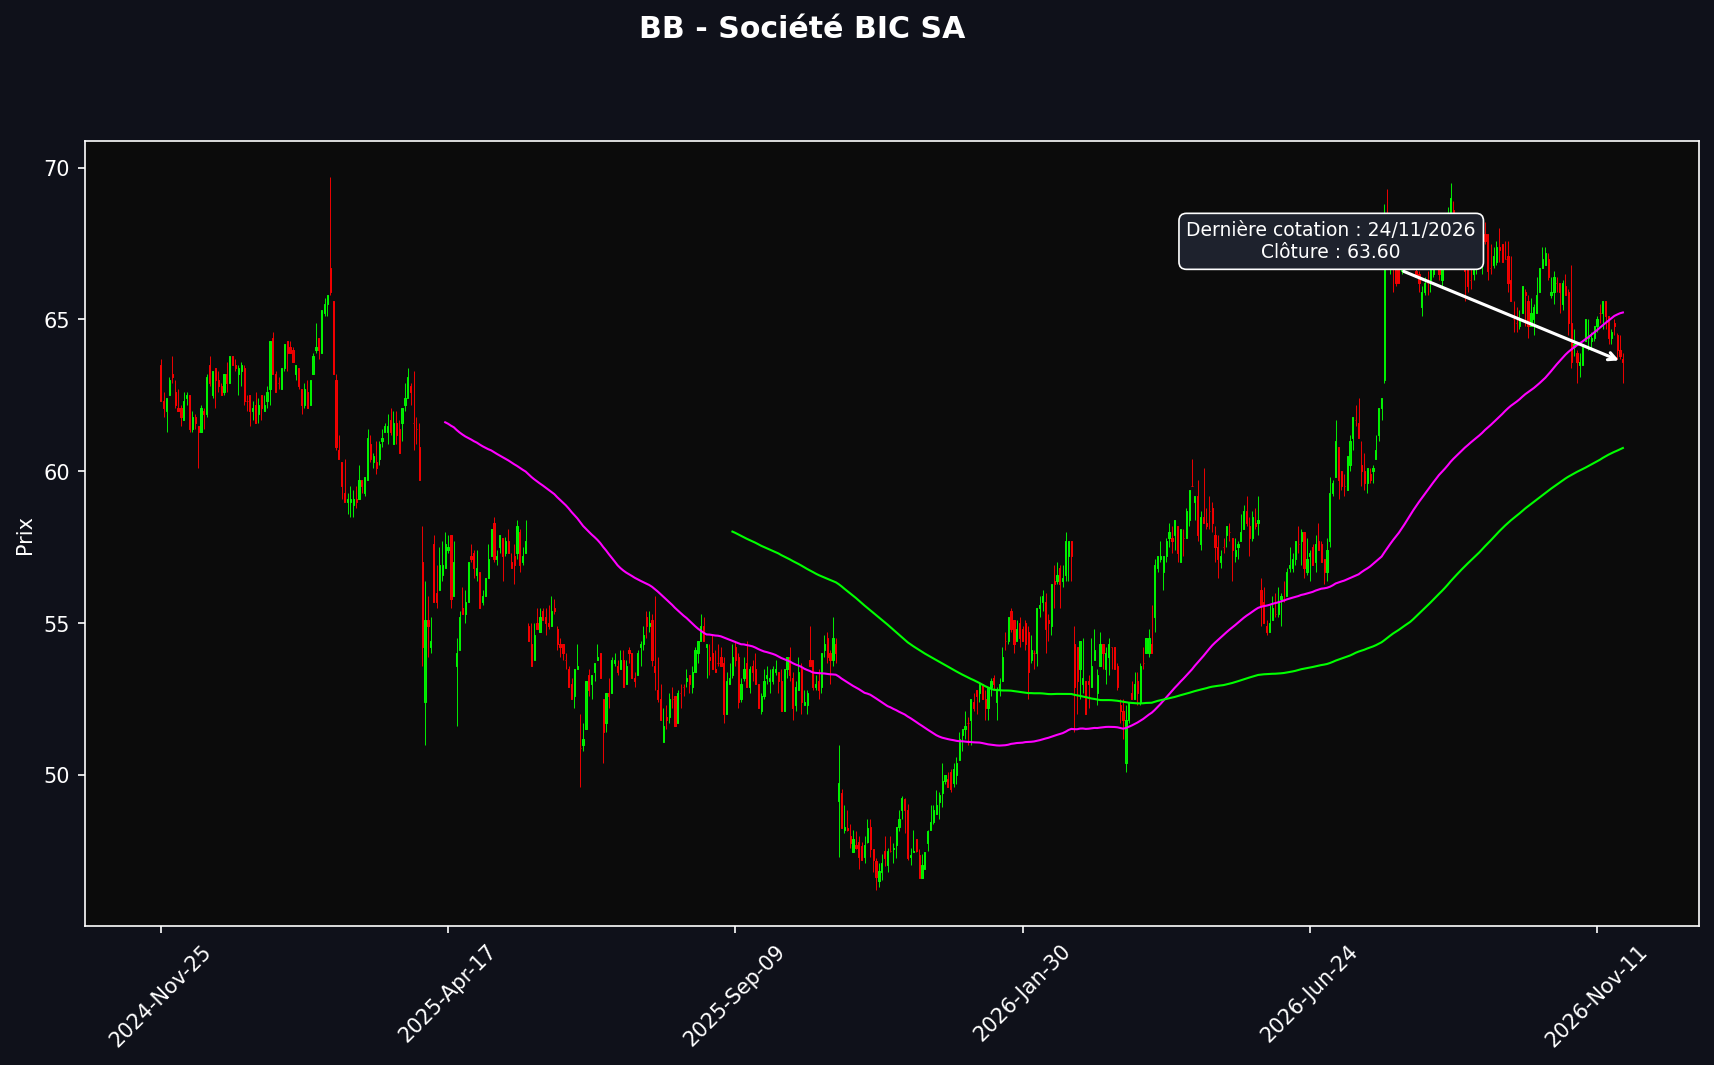 BB - Société BIC SA
70
65
60
55
50
Prix
Dernière cotation : 24/11/2026
Clôture : 63.60
2024-Nov-25
2025-Apr-17
2025-Sep-09
2026-Jan-30
2026-Jun-24
2026-Nov-11